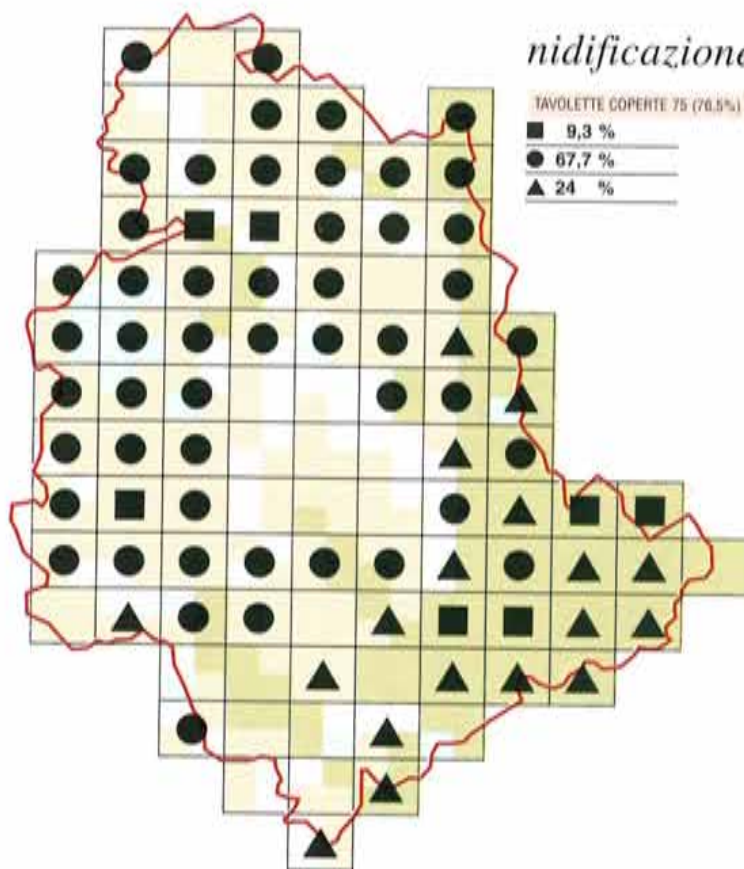 nidificazione
TAVOLETTE COPERTE 75 (76,5%)
■ 9,3 %
● 67,7 %
▲ 24 %